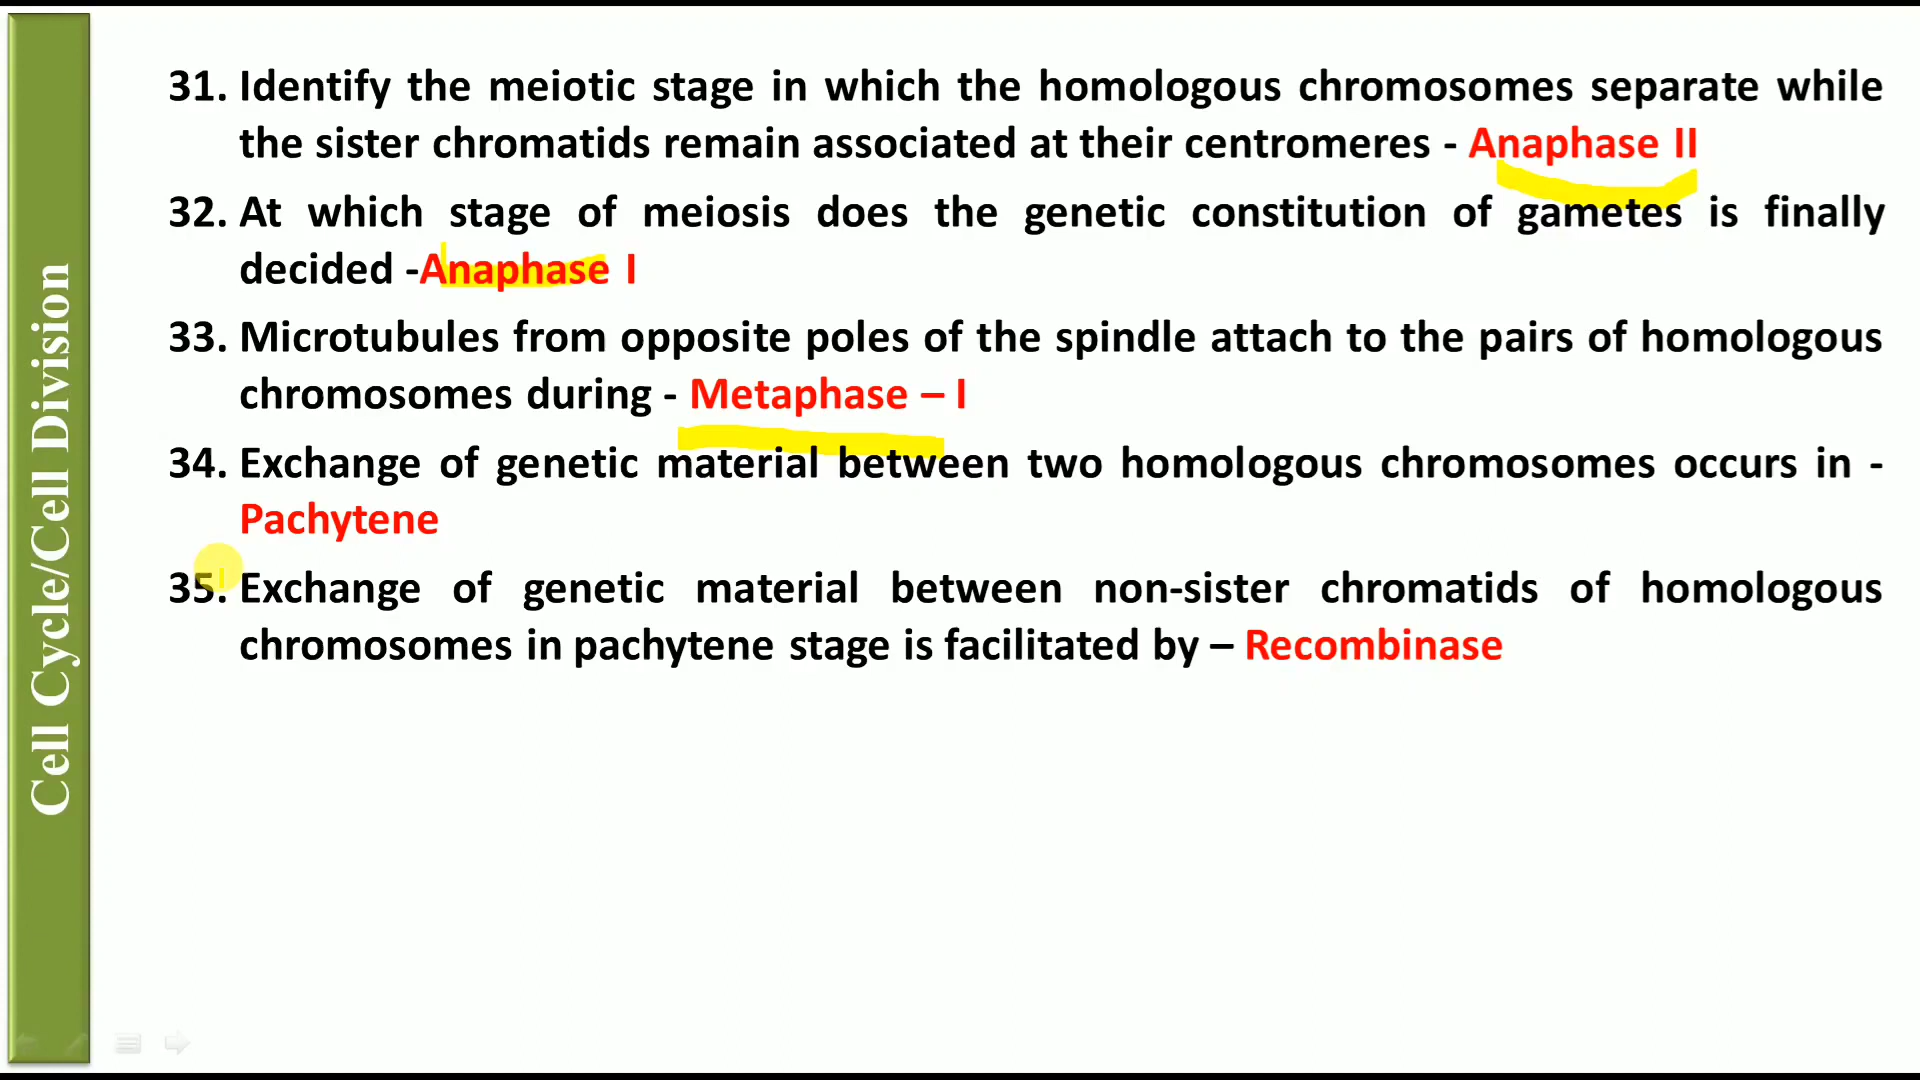 Cell Cycle/Cell Division
31. Identify the meiotic stage in which the homologous chromosomes separate while
the sister chromatids remain associated at their centromeres - Anaphase II
32. At which stage of meiosis does the genetic constitution of gametes is finally
decided -Anaphase I
33. Microtubules from opposite poles of the spindle attach to the pairs of homologous
chromosomes during - Metaphase – I
34. Exchange of genetic material between two homologous chromosomes occurs in -
Pachytene
35. Exchange of genetic material between non-sister chromatids of homologous
chromosomes in pachytene stage is facilitated by – Recombinase